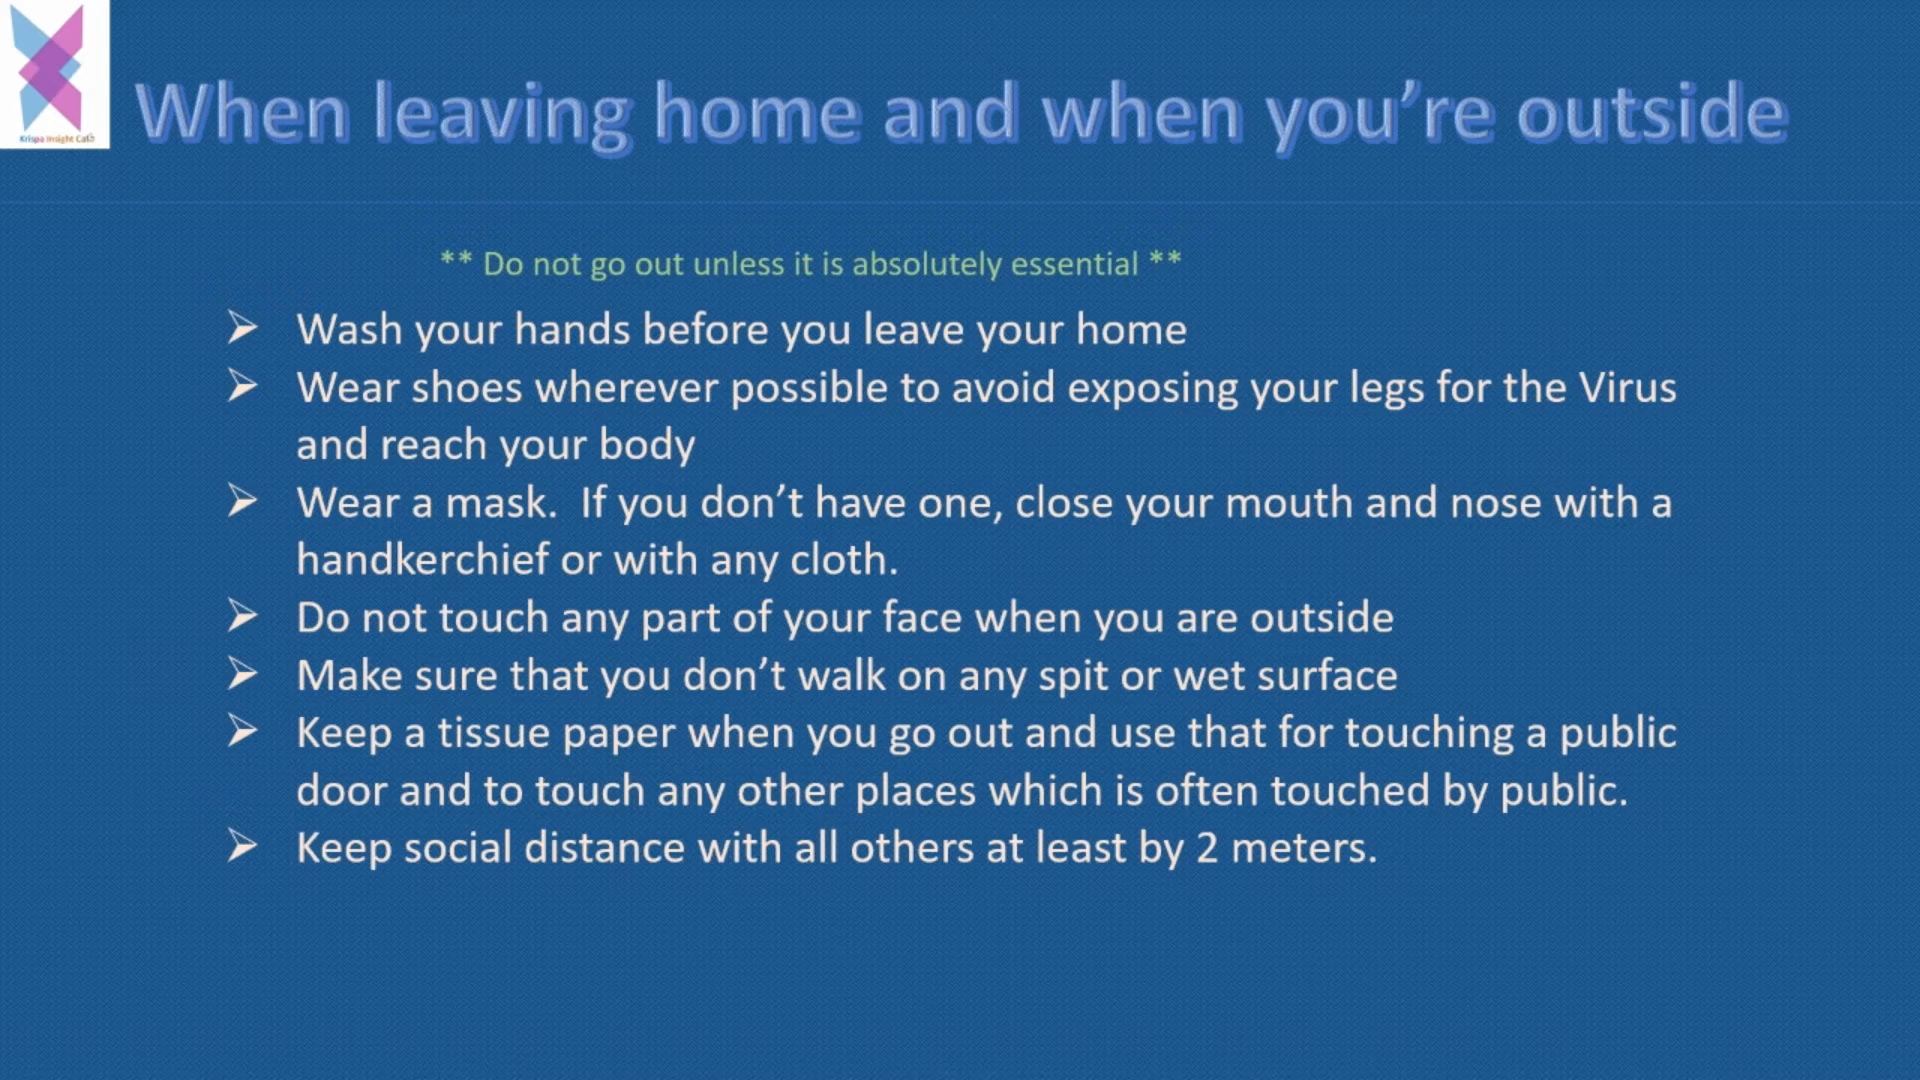 Krispa Insight Café
When leaving home and when you're outside
** Do not go out unless it is absolutely essential **
➢ Wash your hands before you leave your home
➢ Wear shoes wherever possible to avoid exposing your legs for the Virus
and reach your body
➢ Wear a mask.  If you don't have one, close your mouth and nose with a
handkerchief or with any cloth.
➢ Do not touch any part of your face when you are outside
➢ Make sure that you don't walk on any spit or wet surface
➢ Keep a tissue paper when you go out and use that for touching a public
door and to touch any other places which is often touched by public.
➢ Keep social distance with all others at least by 2 meters.